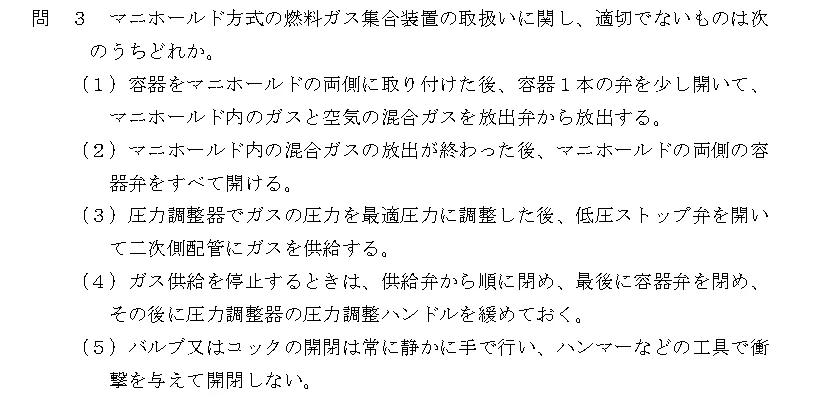 問　３　マニホールド方式の燃料ガス集合装置の取扱いに関し、適切でないものは次
のうちどれか。
（１）容器をマニホールドの両側に取り付けた後、容器１本の弁を少し開いて、
マニホールド内のガスと空気の混合ガスを放出弁から放出する。
（２）マニホールド内の混合ガスの放出が終わった後、マニホールドの両側の容
器弁をすべて開ける。
（３）圧力調整器でガスの圧力を最適圧力に調整した後、低圧ストップ弁を開い
て二次側配管にガスを供給する。
（４）ガス供給を停止するときは、供給弁から順に閉め、最後に容器弁を閉め、
その後に圧力調整器の圧力調整ハンドルを緩めておく。
（５）バルブ又はコックの開閉は常に静かに手で行い、ハンマーなどの工具で衝
撃を与えて開閉しない。